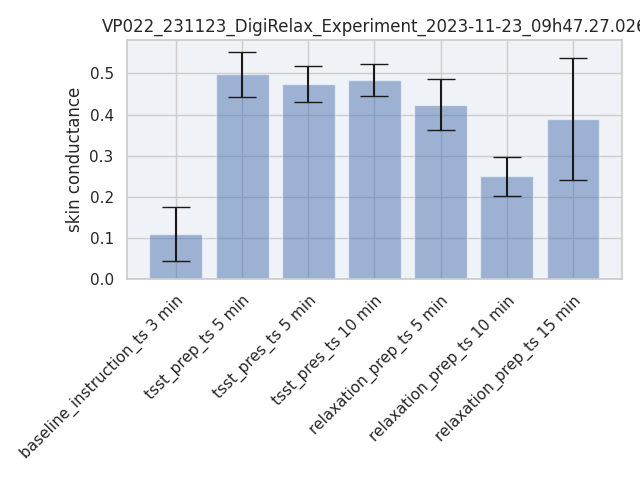 VP022_231123_DigiRelax_Experiment_2023-11-23_09h47.27.026
skin conductance
0.5
0.4
0.3
0.2
0.1
0.0
baseline_instruction_ts 3 min
tsst_prep_ts 5 min
tsst_pres_ts 5 min
tsst_pres_ts 10 min
relaxation_prep_ts 5 min
relaxation_prep_ts 10 min
relaxation_prep_ts 15 min